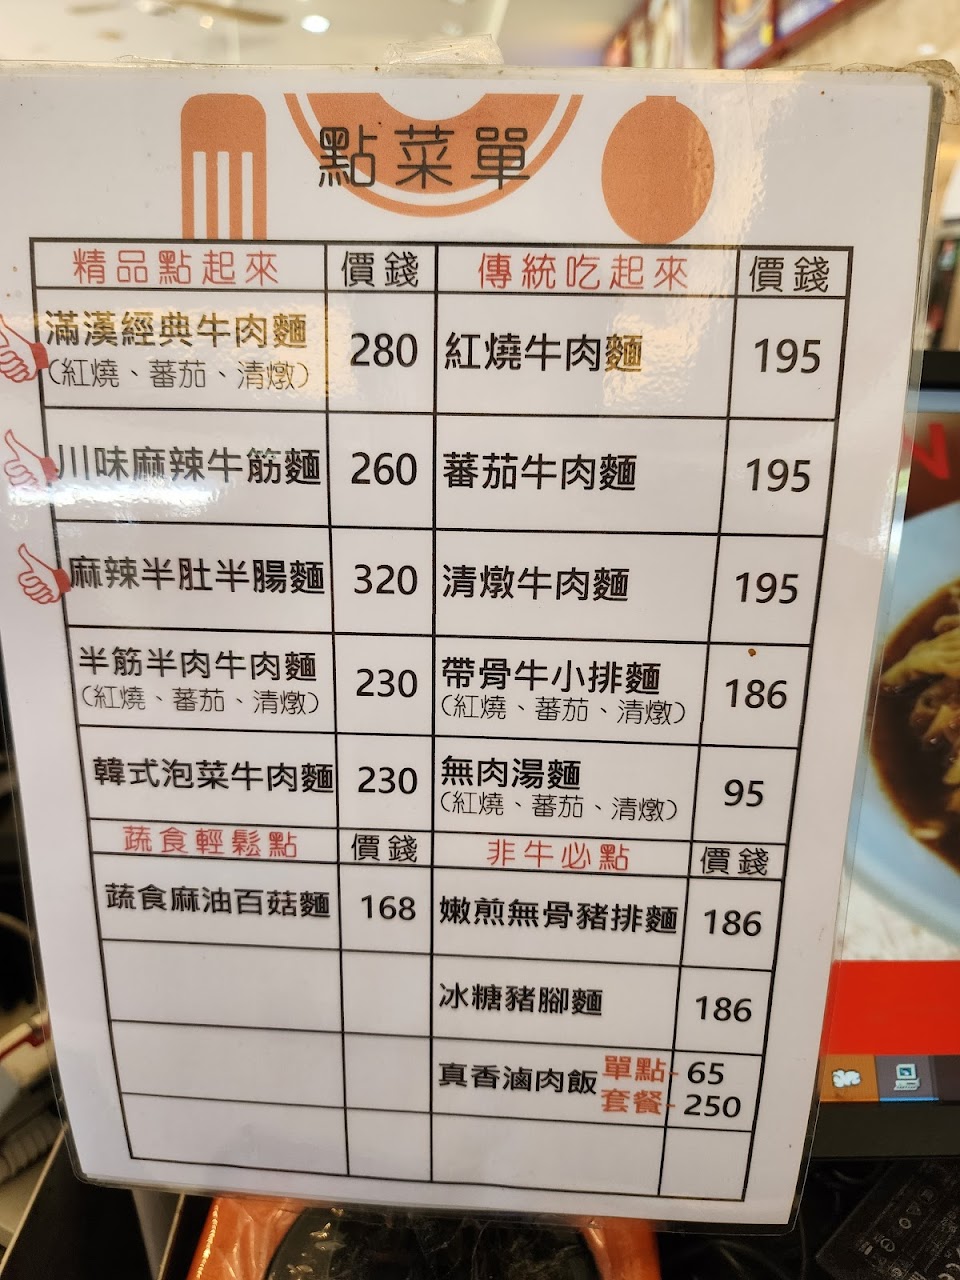 點菜單
精品點起來 價錢 傳統吃起來 價錢
滿漢經典牛肉麵 280 紅燒牛肉麵 195
(紅燒、蕃茄、清燉)
川味麻辣牛筋麵 260 蕃茄牛肉麵 195
麻辣半肚半腸麵 320 清燉牛肉麵 195
半筋半肉牛肉麵 230 帶骨牛小排麵 186
(紅燒、蕃茄、清燉) (紅燒、蕃茄、清燉)
韓式泡菜牛肉麵 230 無肉湯麵 95
(紅燒、蕃茄、清燉)
蔬食輕鬆點 價錢 非牛必點 價錢
蔬食麻油百菇麵 168 嫩煎無骨豬排麵 186
冰糖豬腳麵 186
真香滷肉飯 單點- 65
套餐- 250
N